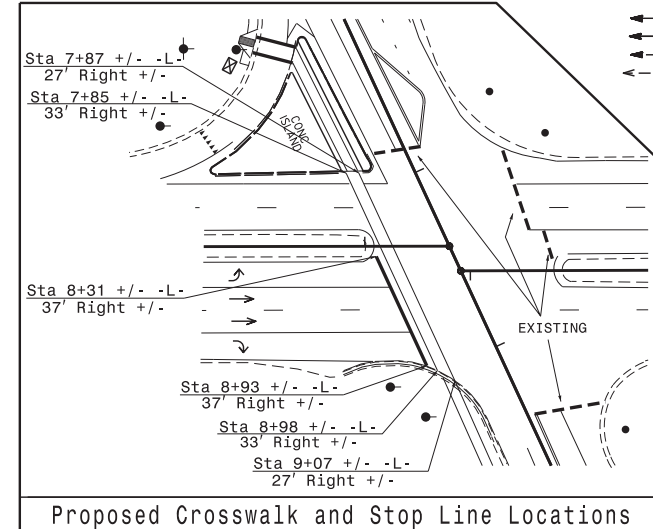 Sta 7+87 +/- -L-
27' Right +/-
Sta 7+85 +/- -L-
33' Right +/-
CONC
ISLAND
Sta 8+31 +/- -L-
37' Right +/-
EXISTING
Sta 8+93 +/- -L-
37' Right +/-
Sta 8+98 +/- -L-
33' Right +/-
Sta 9+07 +/- -L-
27' Right +/-
Proposed Crosswalk and Stop Line Locations